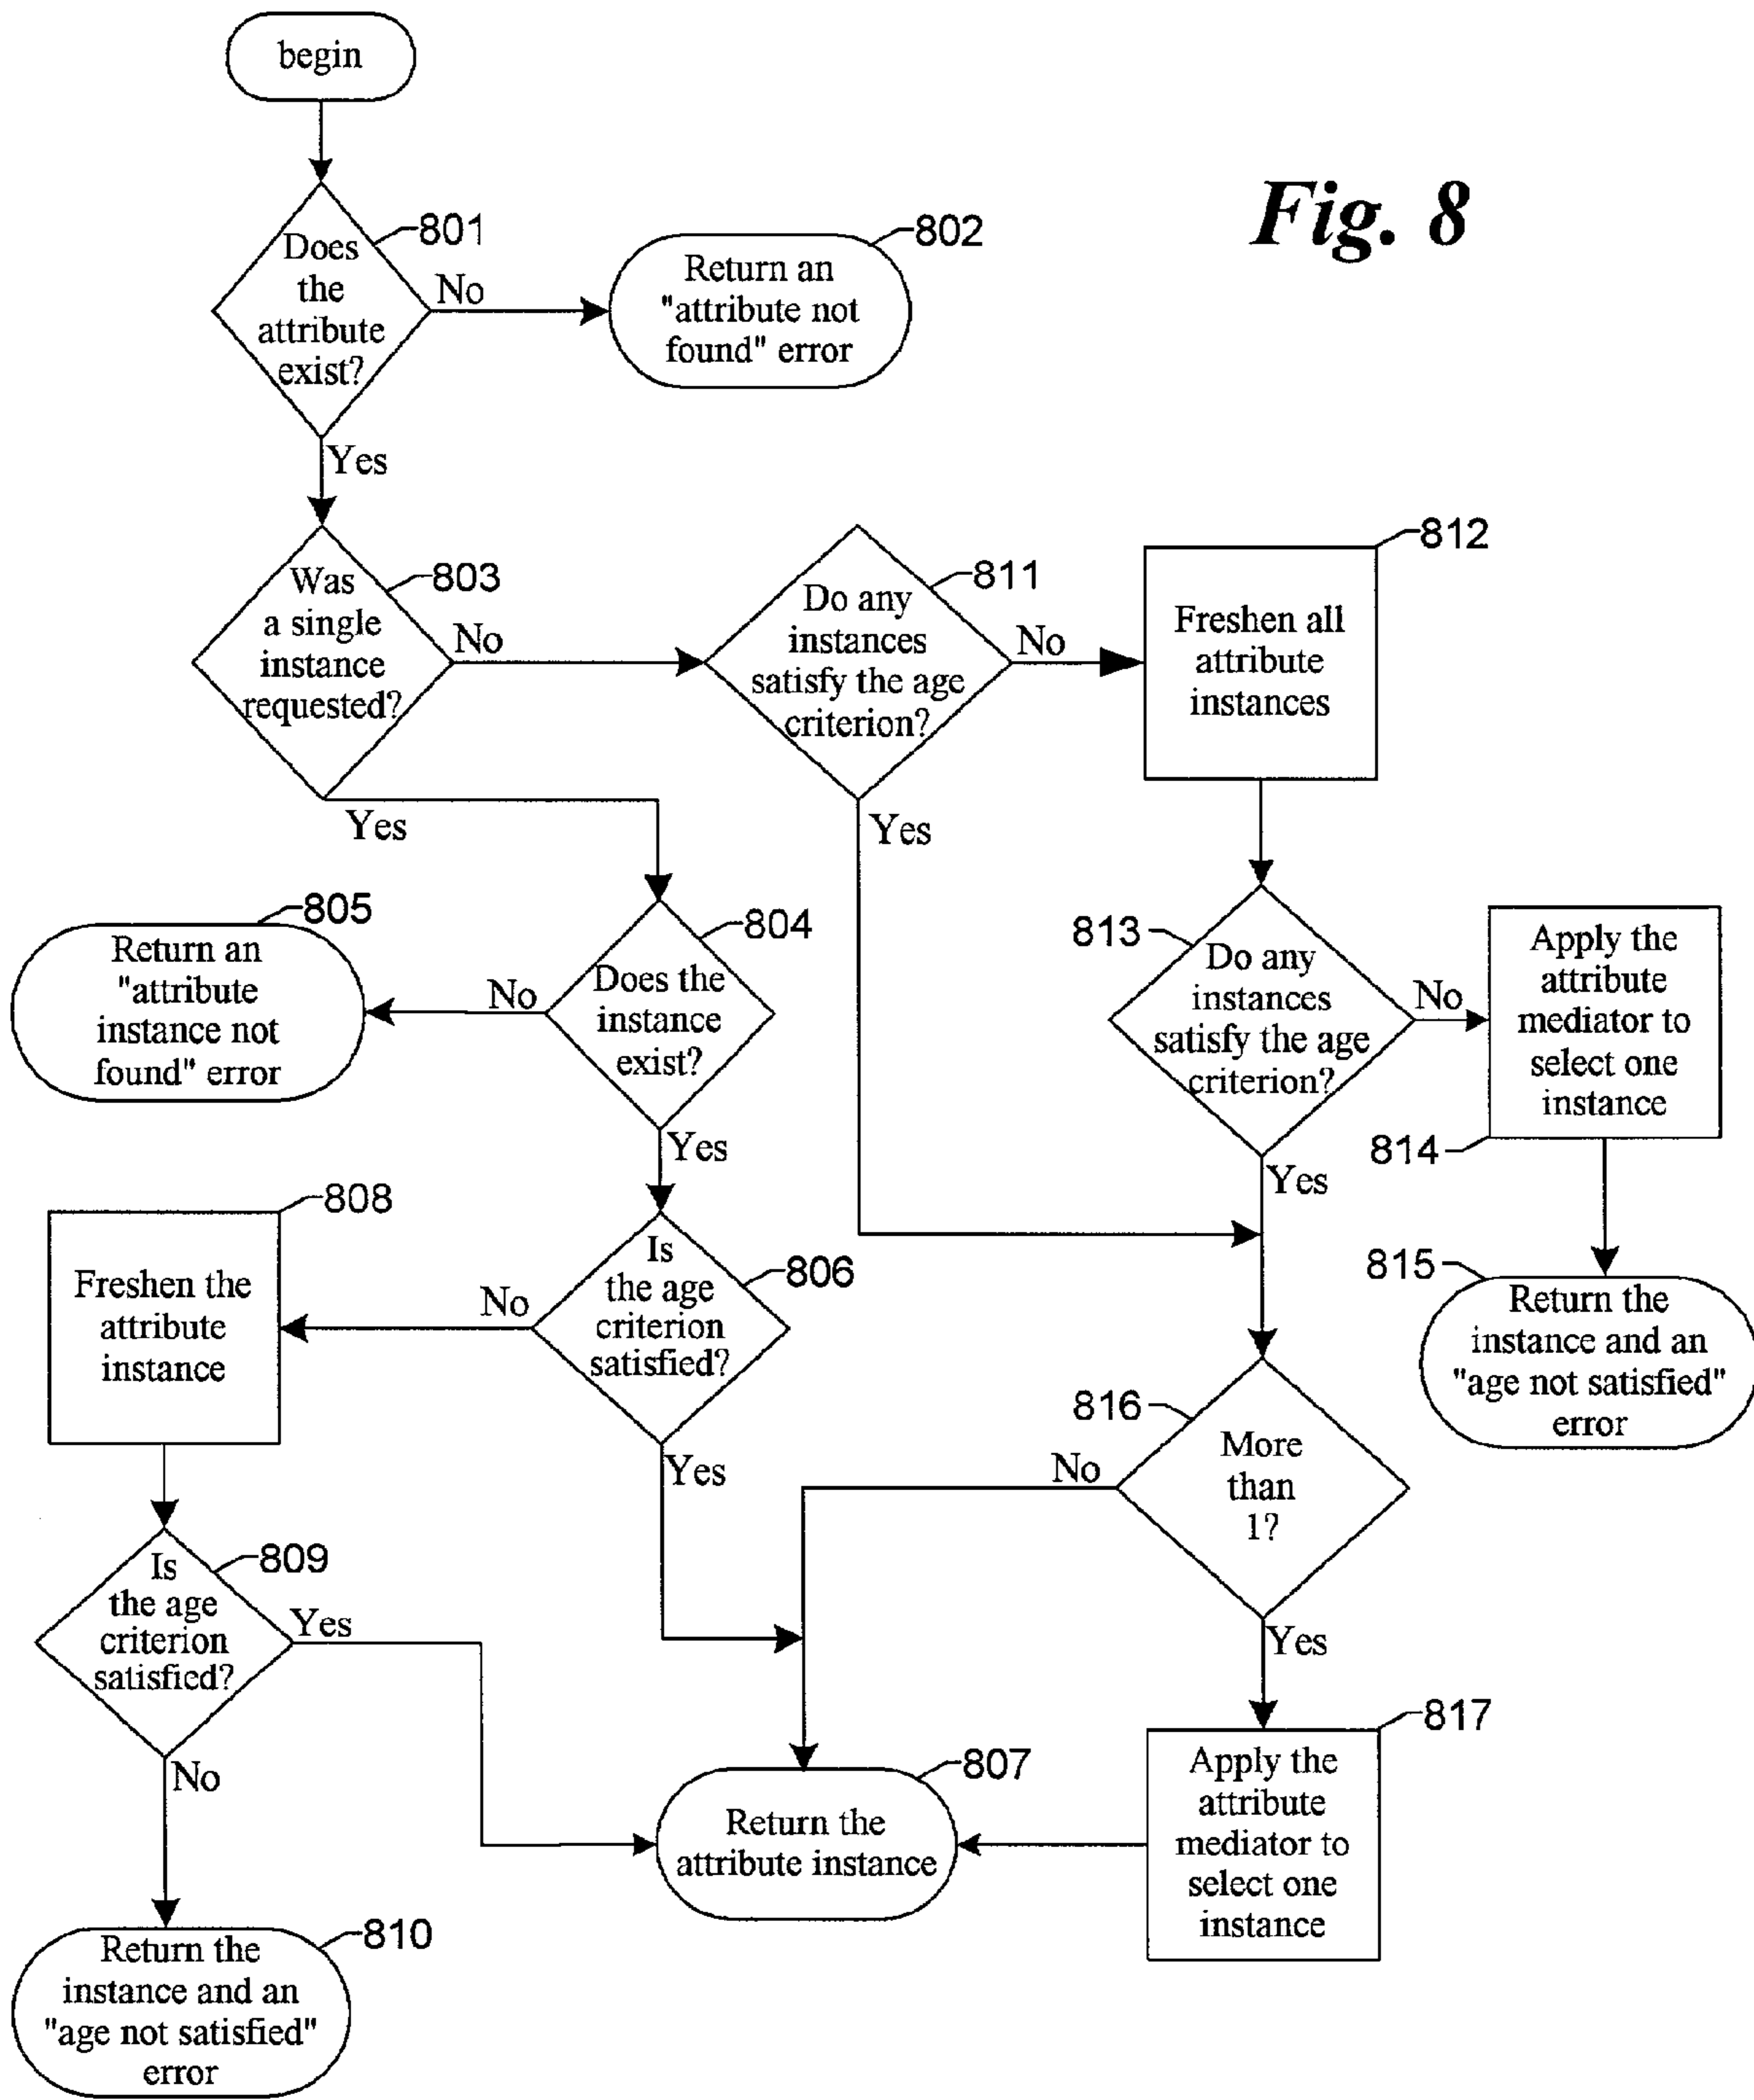 begin
Fig. 8
801
Does
the
attribute
exist?
No
802
Return an
"attribute not
found" error
Yes
803
Was
a single
instance
requested?
No
811
Do any
instances
satisfy the age
criterion?
No
812
Freshen all
attribute
instances
Yes
Yes
805
Return an
"attribute
instance not
found" error
804
Does the
instance
exist?
No
Yes
813
Do any
instances
satisfy the age
criterion?
No
Yes
Apply the
attribute
mediator to
select one
instance
814
815
Return the
instance and an
"age not satisfied"
error
808
Freshen the
attribute
instance
806
Is
the age
criterion
satisfied?
No
Yes
816
More
than
1?
No
Yes
809
Is
the age
criterion
satisfied?
Yes
No
807
Return the
attribute instance
817
Apply the
attribute
mediator to
select one
instance
810
Return the
instance and an
"age not satisfied"
error